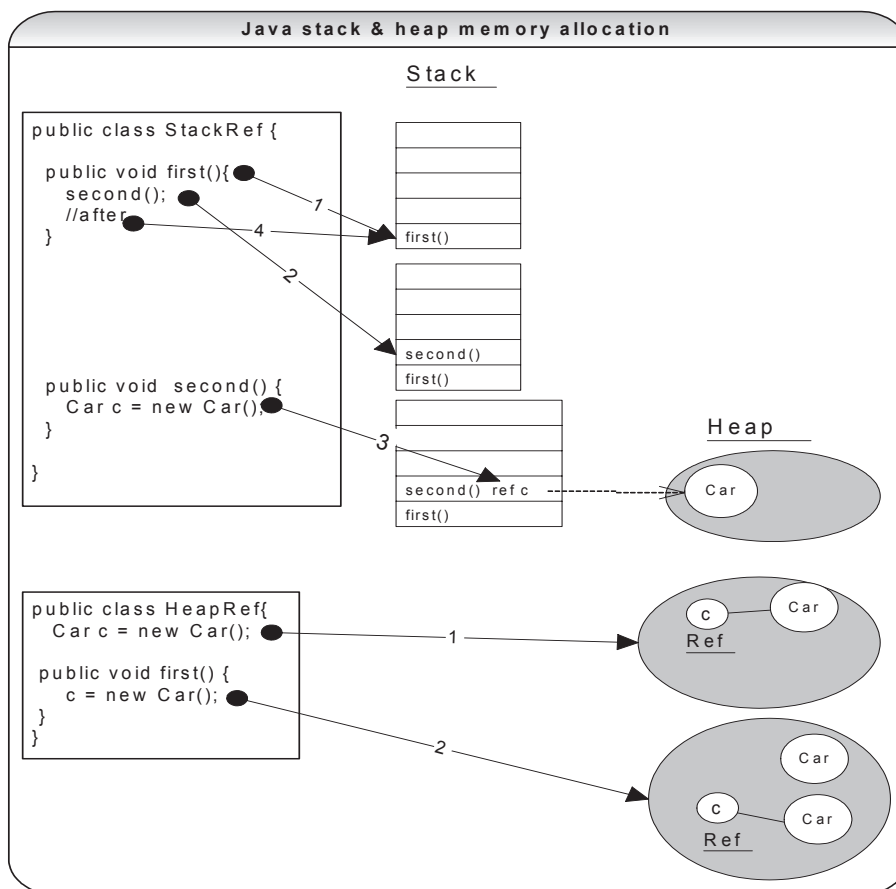 Java stack & heap memory allocation
Stack
public class StackRef {
public void first(){
second();
//after
}
1
4
2
first()
second()
first()
public void second() {
Car c = new Car();
}
}
3
second() ref c
first()
Heap
Car
public class HeapRef{
Car c = new Car();
public void first() {
c = new Car();
}
}
1
2
c
Car
Ref
Car
c
Car
Ref